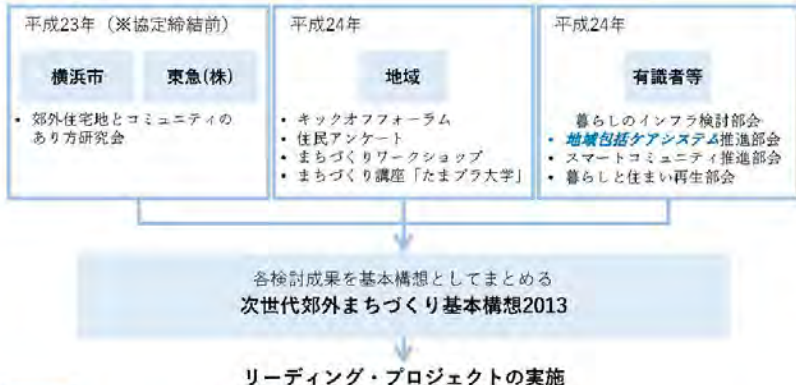 平成23年（※協定締結前）
横浜市
東急(株)
• 郊外住宅地とコミュニティの
あり方研究会
平成24年
地域
• キックオフフォーラム
• 住民アンケート
• まちづくりワークショップ
• まちづくり講座「たまプラ大学」
平成24年
有識者等
暮らしのインフラ検討部会
• 地域包括ケアシステム推進部会
• スマートコミュニティ推進部会
• 暮らしと住まい再生部会
各検討成果を基本構想としてまとめる
次世代郊外まちづくり基本構想2013
リーディング・プロジェクトの実施